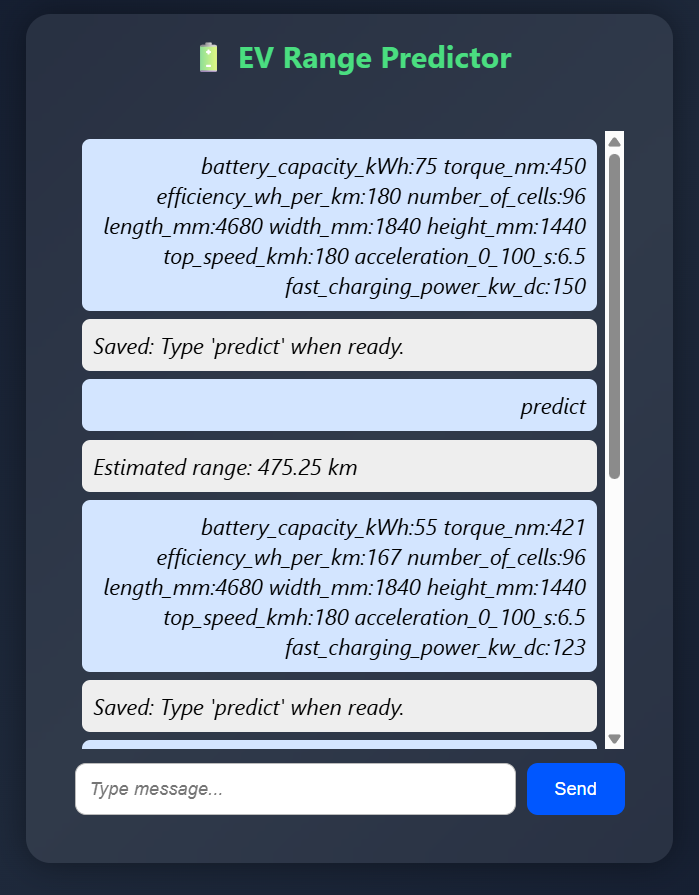 EV Range Predictor
battery_capacity_kWh:75 torque_nm:450
efficiency_wh_per_km:180 number_of_cells:96
length_mm:4680 width_mm:1840 height_mm:1440
top_speed_kmh:180 acceleration_0_100_s:6.5
fast_charging_power_kw_dc:150
Saved: Type 'predict' when ready.
predict
Estimated range: 475.25 km
battery_capacity_kWh:55 torque_nm:421
efficiency_wh_per_km:167 number_of_cells:96
length_mm:4680 width_mm:1840 height_mm:1440
top_speed_kmh:180 acceleration_0_100_s:6.5
fast_charging_power_kw_dc:123
Saved: Type 'predict' when ready.
Type message...
Send